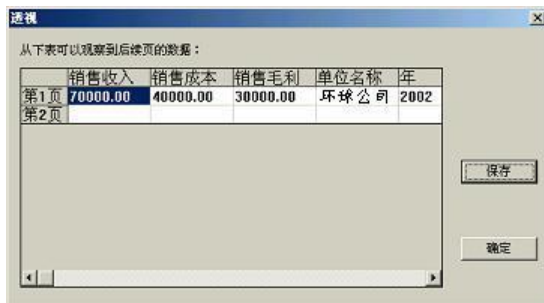 透视
从下表可以观察到后续页的数据：
销售收入 销售成本 销售毛利 单位名称 年
第1页 70000.00 40000.00 30000.00 环球公司 2002
第2页
保存
确定